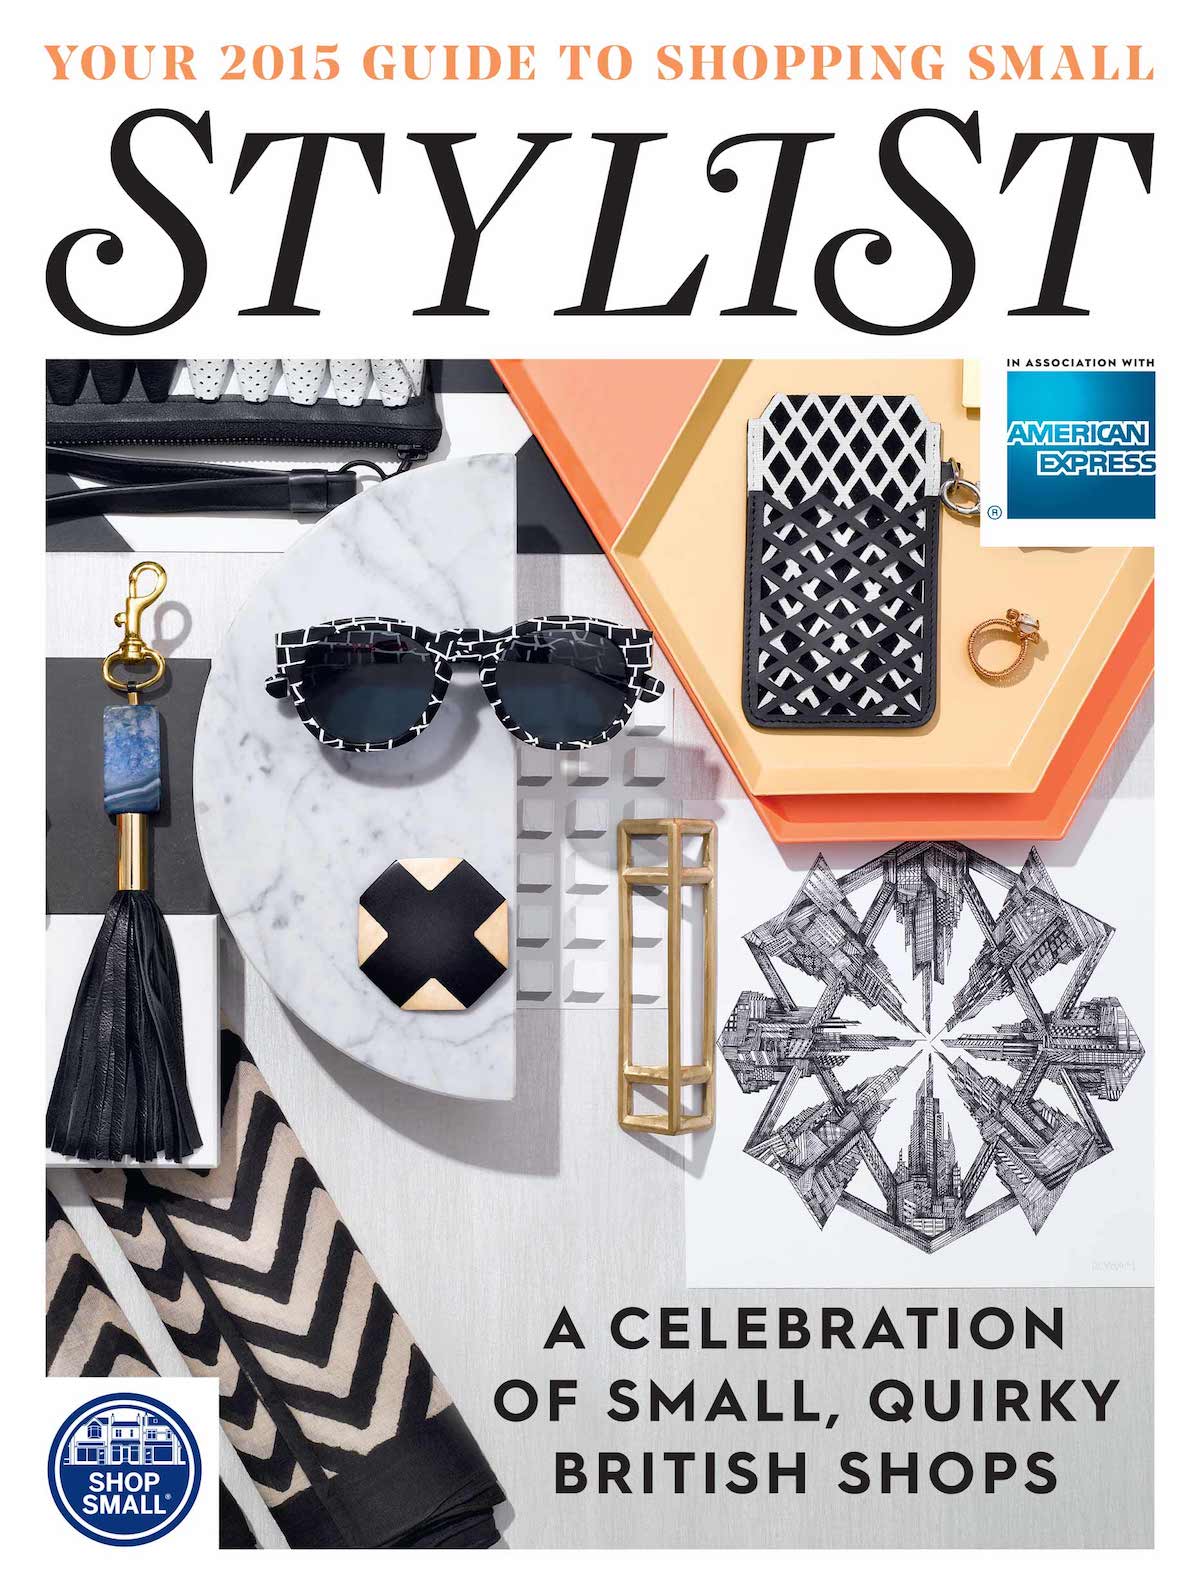 YOUR 2015 GUIDE TO SHOPPING SMALL
STYLIST
IN ASSOCIATION WITH
AMERICAN
EXPRESS
®
A CELEBRATION
OF SMALL, QUIRKY
BRITISH SHOPS
SHOP
SMALL®